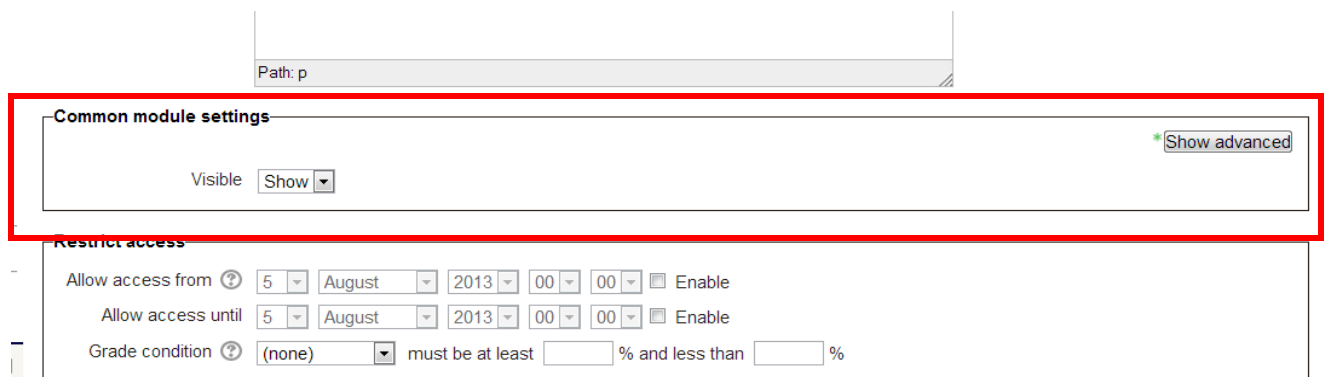 Path: p
Common module settings
*Show advanced
Visible Show
Restrict access
Allow access from 5 August 2013 00 00 Enable
Allow access until 5 August 2013 00 00 Enable
Grade condition (none) must be at least % and less than %